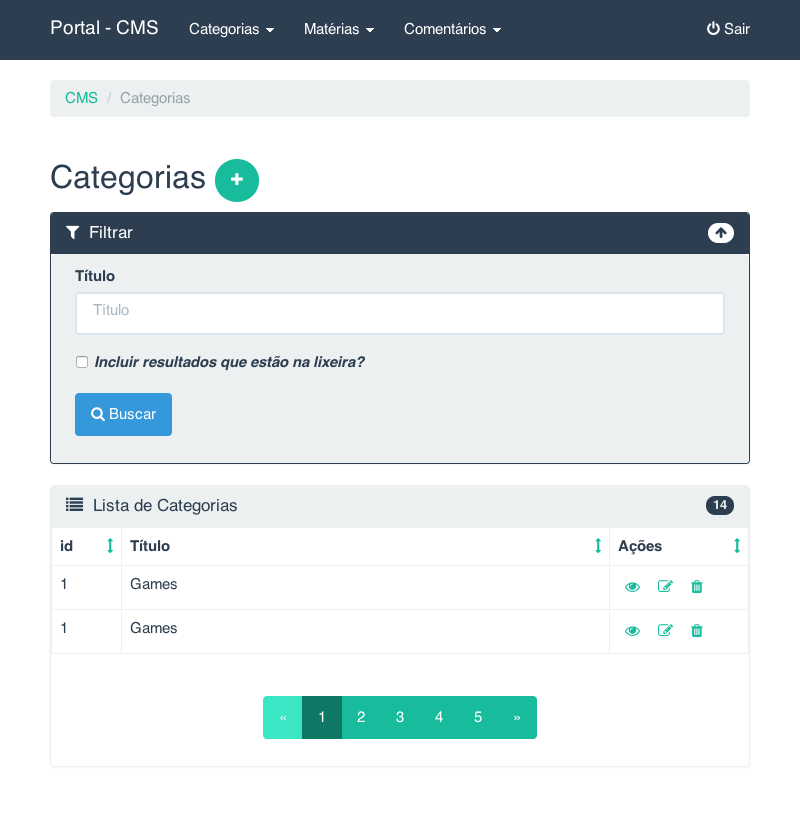 Portal - CMS Categorias Matérias Comentários Sair
CMS / Categorias
Categorias +
Filtrar
Título
Título
Incluir resultados que estão na lixeira?
Buscar
Lista de Categorias 14
id Título Ações
1 Games
1 Games
« 1 2 3 4 5 »